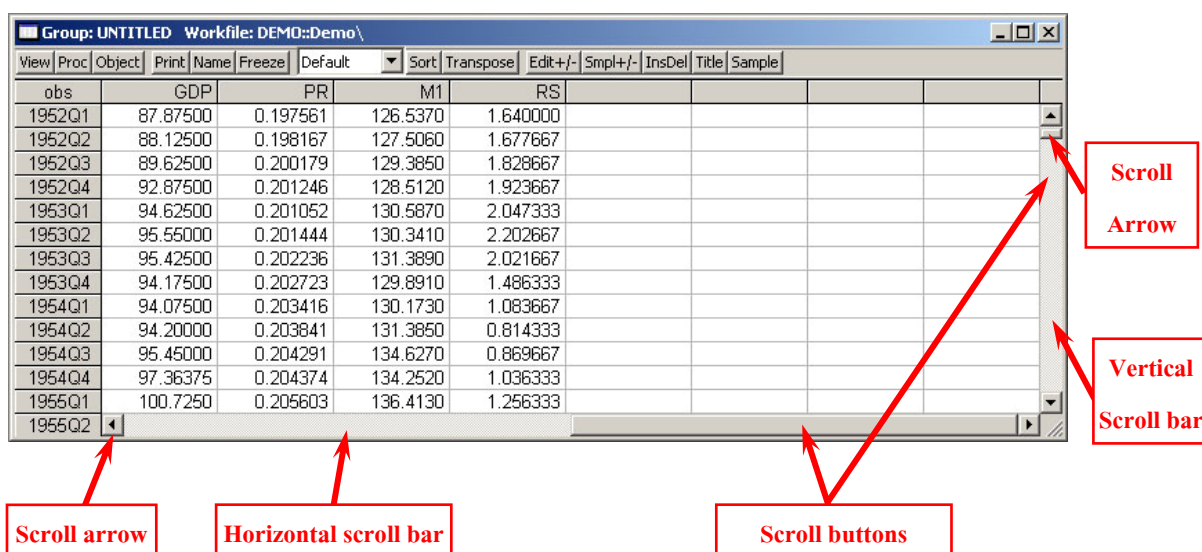 Group: UNTITLED Workfile: DEMO::Demo\
View Proc Object Print Name Freeze Default Sort Transpose Edit+/- Smpl+/- InsDel Title Sample
obs GDP PR M1 RS
1952Q1 87.87500 0.197561 126.5370 1.640000
1952Q2 88.12500 0.198167 127.5060 1.677667
1952Q3 89.62500 0.200179 129.3850 1.828667
1952Q4 92.87500 0.201246 128.5120 1.923667
1953Q1 94.62500 0.201052 130.5870 2.047333
1953Q2 95.55000 0.201444 130.3410 2.202667
1953Q3 95.42500 0.202236 131.3890 2.021667
1953Q4 94.17500 0.202723 129.8910 1.486333
1954Q1 94.07500 0.203416 130.1730 1.083667
1954Q2 94.20000 0.203841 131.3850 0.814333
1954Q3 95.45000 0.204291 134.6270 0.869667
1954Q4 97.36375 0.204374 134.2520 1.036333
1955Q1 100.7250 0.205603 136.4130 1.256333
1955Q2
Scroll
Arrow
Vertical
Scroll bar
Scroll arrow
Horizontal scroll bar
Scroll buttons